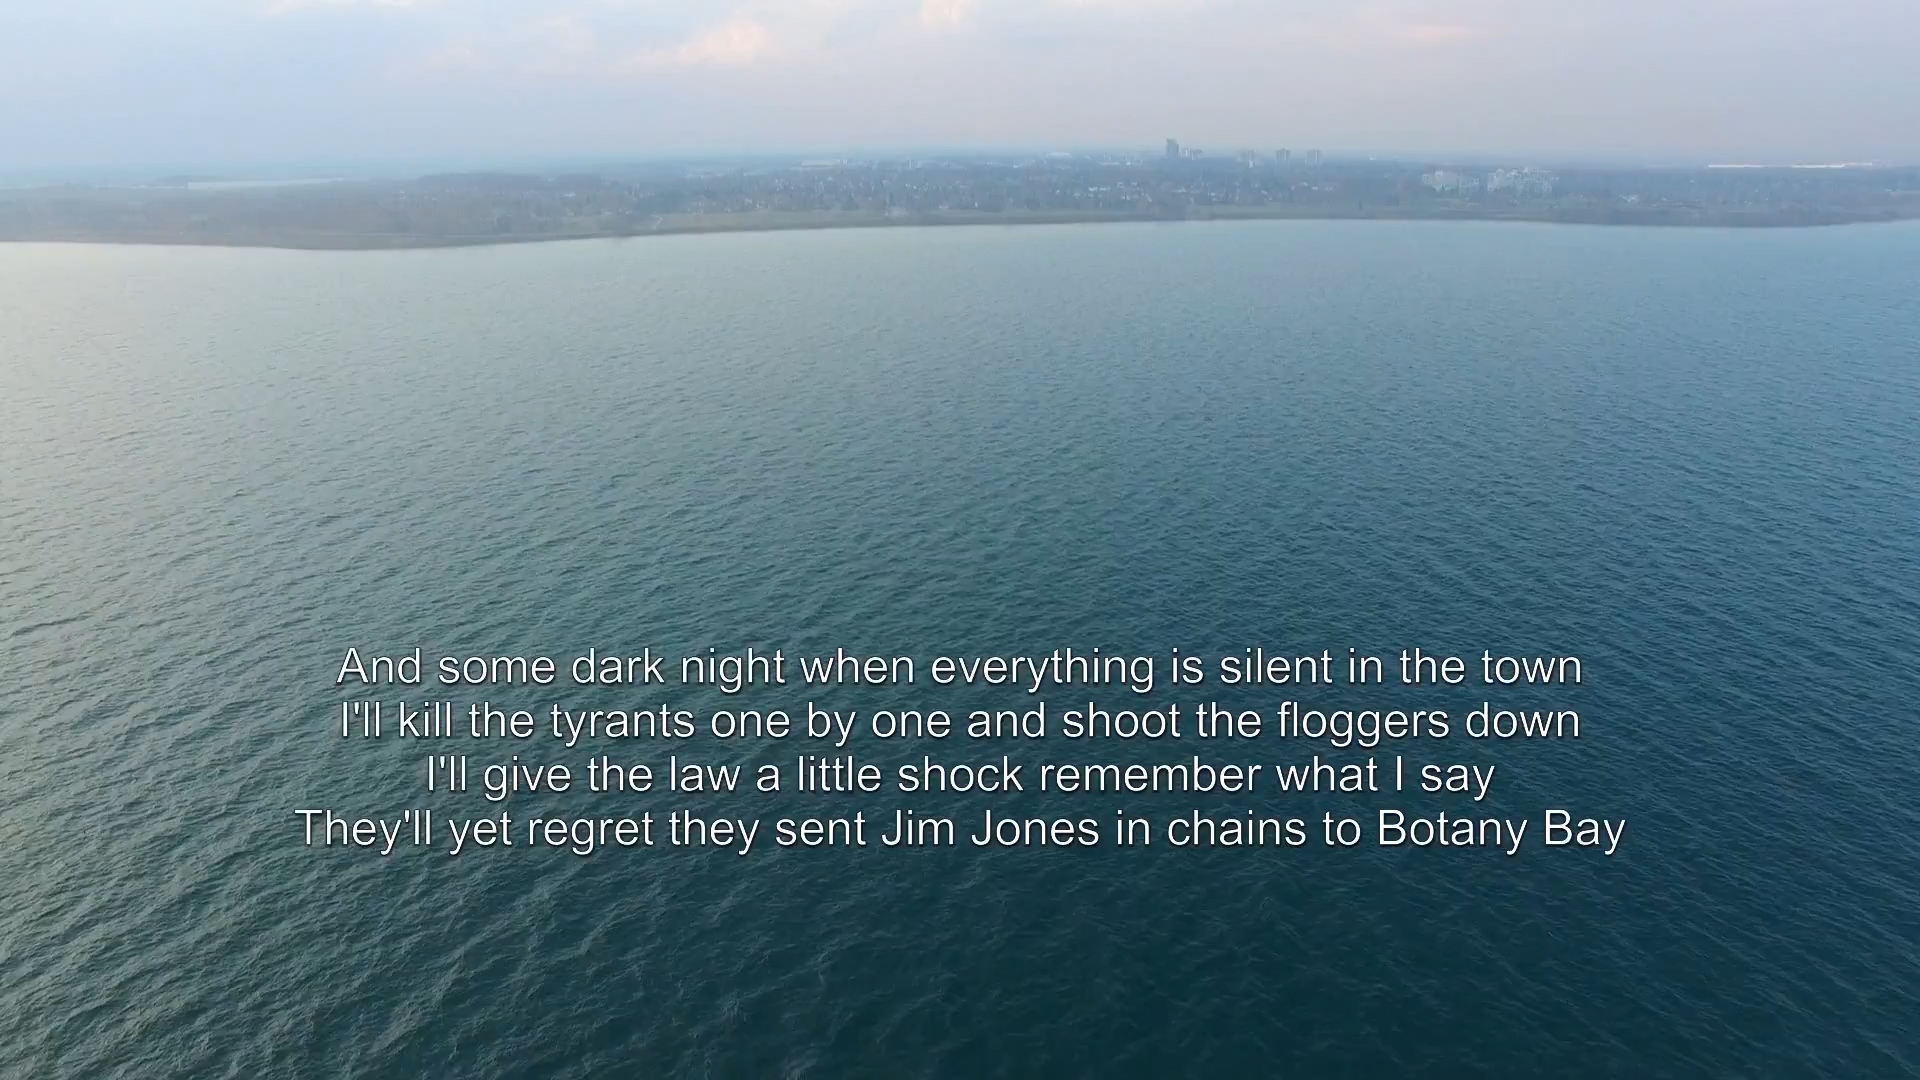 And some dark night when everything is silent in the town
I'll kill the tyrants one by one and shoot the floggers down
I'll give the law a little shock remember what I say
They'll yet regret they sent Jim Jones in chains to Botany Bay